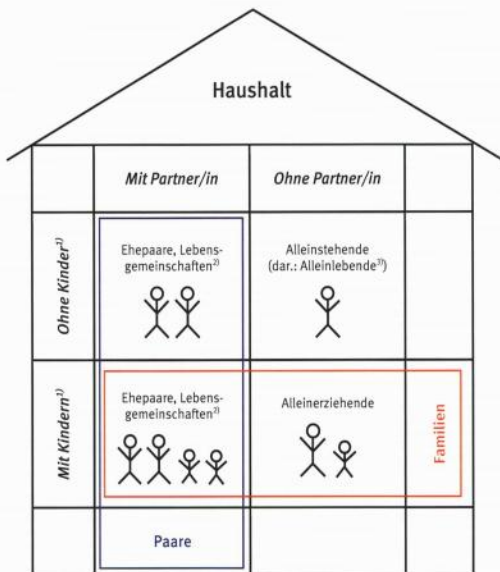 Haushalt
Mit Partner/in
Ohne Partner/in
Ohne Kinder¹⁾
Ehepaare, Lebens-
gemeinschaften²⁾
Alleinstehende
(dar.: Alleinlebende³⁾)
Mit Kindern¹⁾
Ehepaare, Lebens-
gemeinschaften²⁾
Alleinerziehende
Familien
Paare